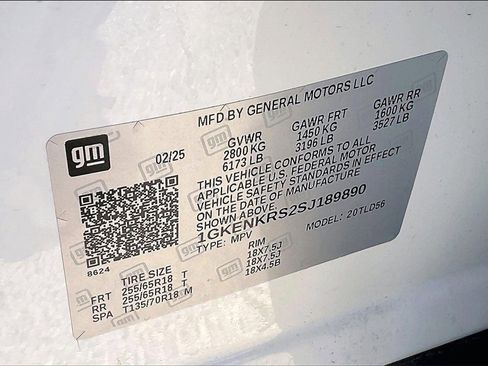 MFD BY GENERAL MOTORS LLC
gm
02/25 GVWR GAWR FRT GAWR RR
2800 KG 1450 KG 1600 KG
6173 LB 3196 LB 3527 LB
THIS VEHICLE CONFORMS TO ALL
APPLICABLE U.S. FEDERAL MOTOR
VEHICLE SAFETY STANDARDS IN EFFECT
ON THE DATE OF MANUFACTURE
SHOWN ABOVE.
1GKENKRS2SJ189890
TYPE: MPV MODEL: 20TLD56
8624
TIRE SIZE RIM
FRT 255/65R18 T 18X7.5J
RR 255/65R18 T 18X7.5J
SPA T135/70R18 M 18X4.5B